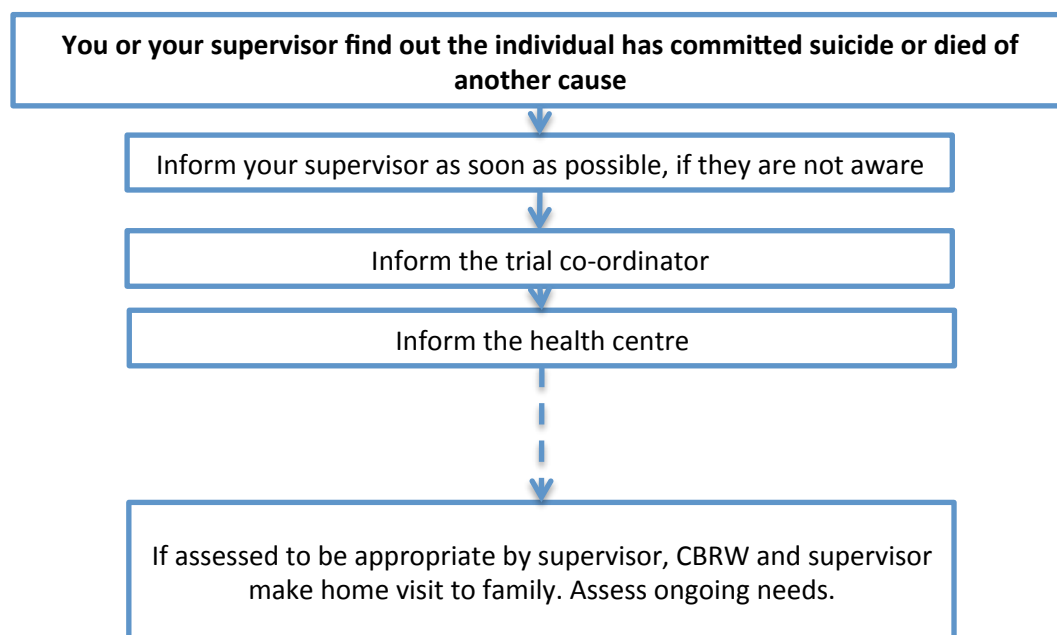 You or your supervisor find out the individual has committed suicide or died of
another cause
Inform your supervisor as soon as possible, if they are not aware
Inform the trial co-ordinator
Inform the health centre
If assessed to be appropriate by supervisor, CBRW and supervisor
make home visit to family. Assess ongoing needs.